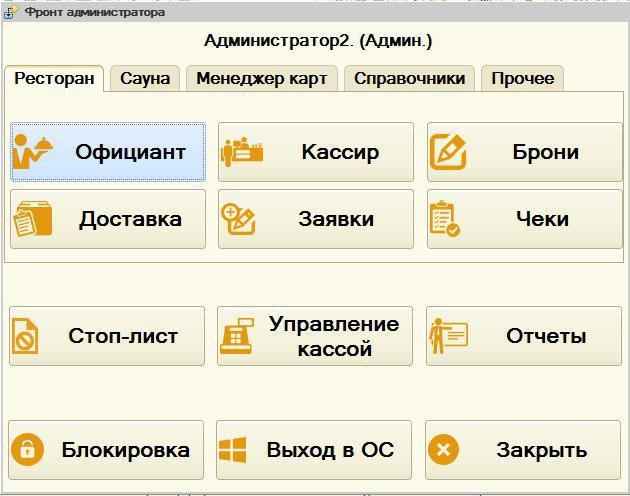 Фронт администратора
Администратор2. (Админ.)
Ресторан Сауна Менеджер карт Справочники Прочее
Официант Кассир Брони
Доставка Заявки Чеки
Стоп-лист Управление кассой Отчеты
Блокировка Выход в ОС Закрыть